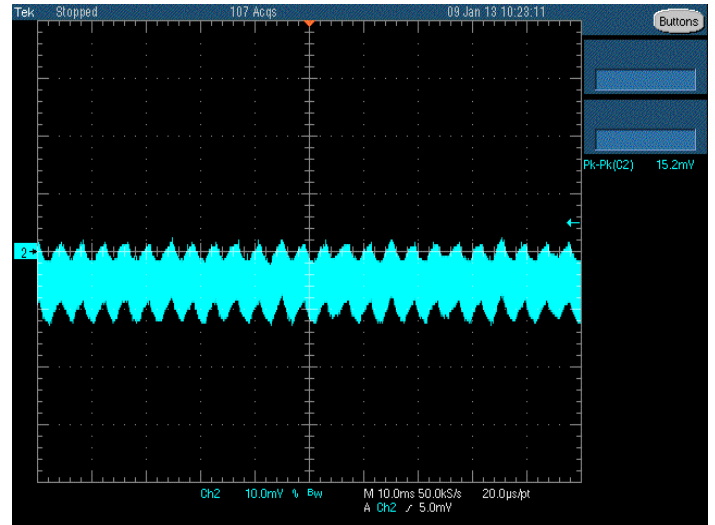 Tek Stopped 107 Acqs 09 Jan 13 10:23:11
Buttons
Pk-Pk(C2) 15.2mV
2
Ch2 10.0mV ∿ Bw M 10.0ms 50.0kS/s 20.0µs/pt
A Ch2 ∕ 5.0mV